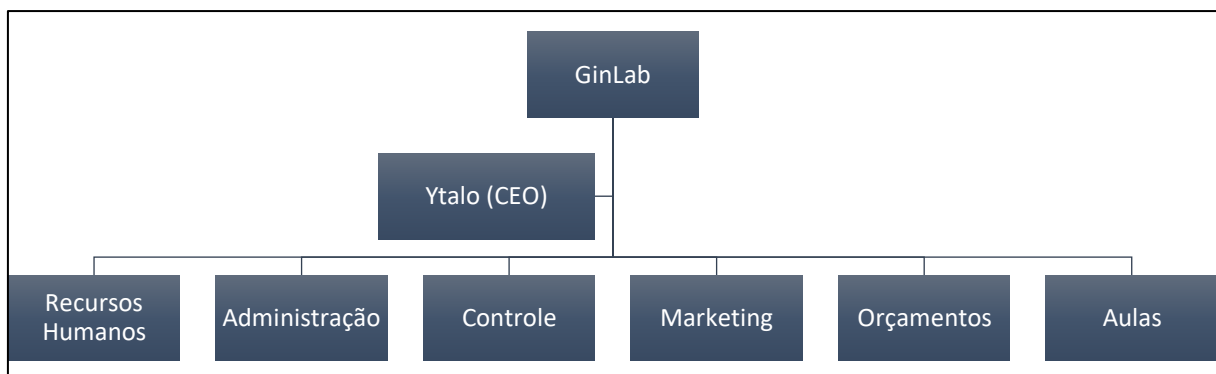 GinLab
Ytalo (CEO)
Recursos
Humanos
Administração
Controle
Marketing
Orçamentos
Aulas